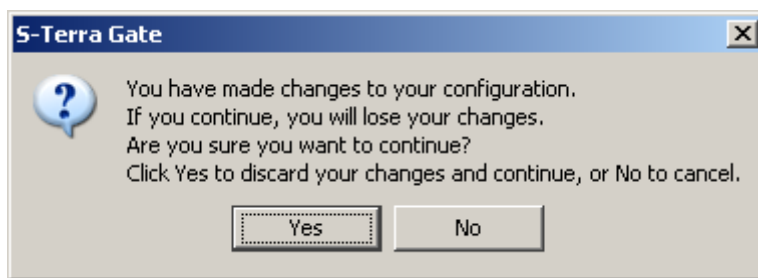 S-Terra Gate
You have made changes to your configuration.
If you continue, you will lose your changes.
Are you sure you want to continue?
Click Yes to discard your changes and continue, or No to cancel.
Yes No